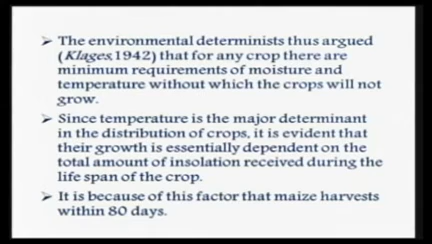 ➢ The environmental determinists thus argued
(Klages,1942) that for any crop there are
minimum requirements of moisture and
temperature without which the crops will not
grow.
➢ Since temperature is the major determinant
in the distribution of crops, it is evident that
their growth is essentially dependent on the
total amount of insolation received during the
life span of the crop.
➢ It is because of this factor that maize harvests
within 80 days.